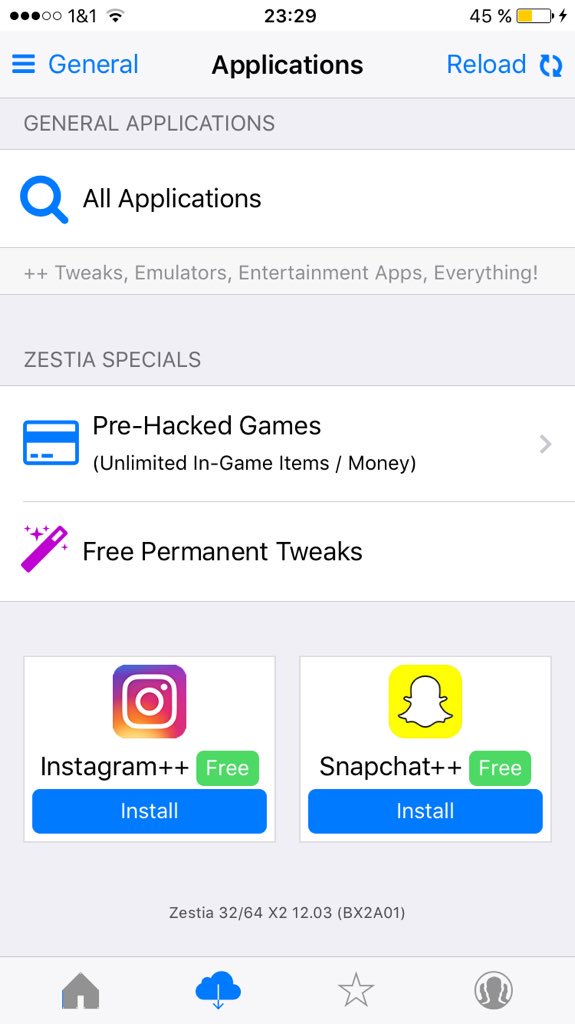 1&1 23:29 45 %
General Applications Reload
GENERAL APPLICATIONS
All Applications
++ Tweaks, Emulators, Entertainment Apps, Everything!
ZESTIA SPECIALS
Pre-Hacked Games
(Unlimited In-Game Items / Money)
Free Permanent Tweaks
Instagram++ Free
Install
Snapchat++ Free
Install
Zestia 32/64 X2 12.03 (BX2A01)